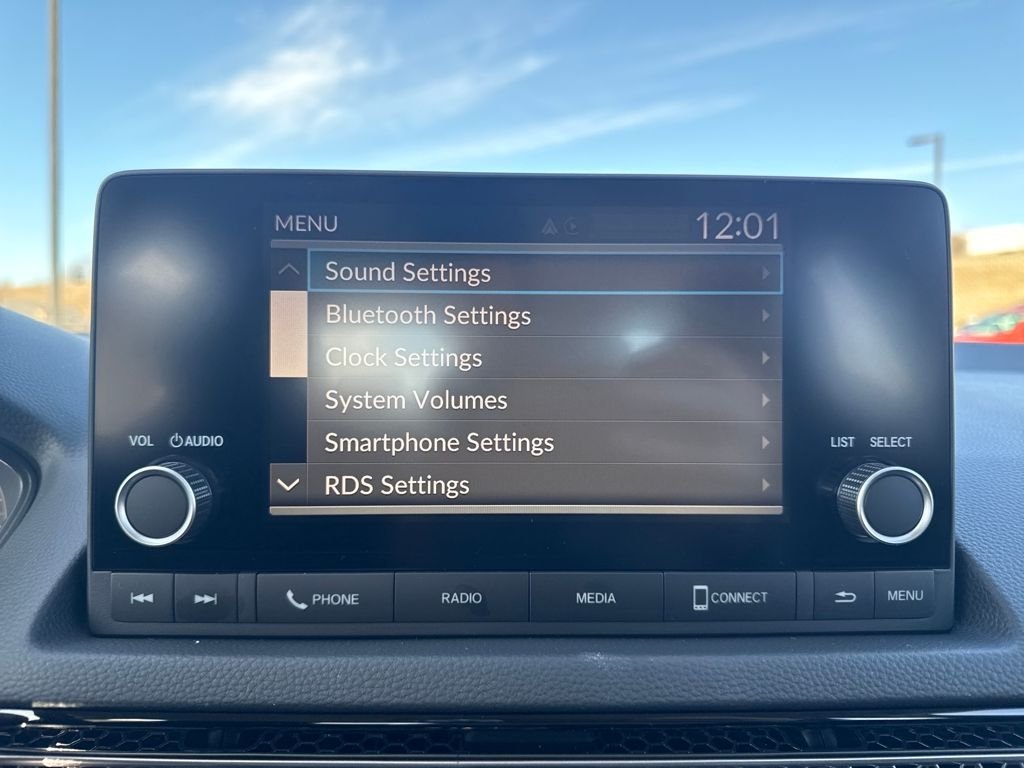 MENU 12:01
Sound Settings
Bluetooth Settings
Clock Settings
System Volumes
Smartphone Settings
RDS Settings
VOL AUDIO
LIST SELECT
PHONE RADIO MEDIA CONNECT MENU